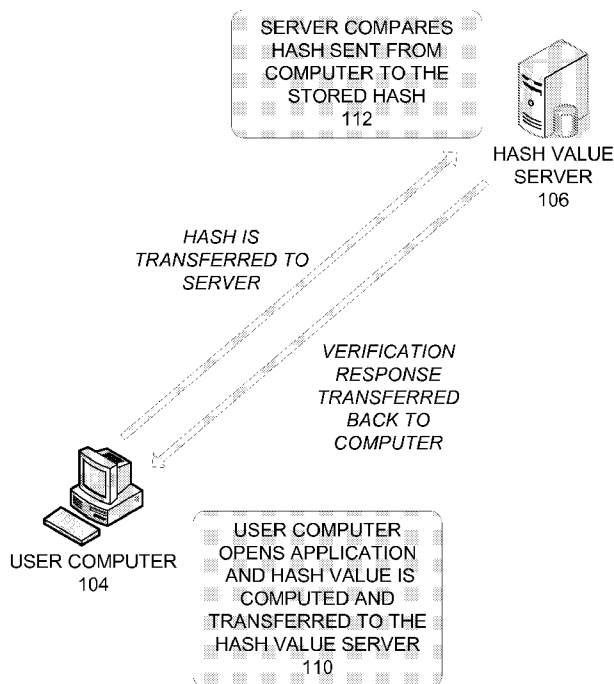 SERVER COMPARES
HASH SENT FROM
COMPUTER TO THE
STORED HASH
112
HASH VALUE
SERVER
106
HASH IS
TRANSFERRED TO
SERVER
VERIFICATION
RESPONSE
TRANSFERRED
BACK TO
COMPUTER
USER COMPUTER
104
USER COMPUTER
OPENS APPLICATION
AND HASH VALUE IS
COMPUTED AND
TRANSFERRED TO THE
HASH VALUE SERVER
110